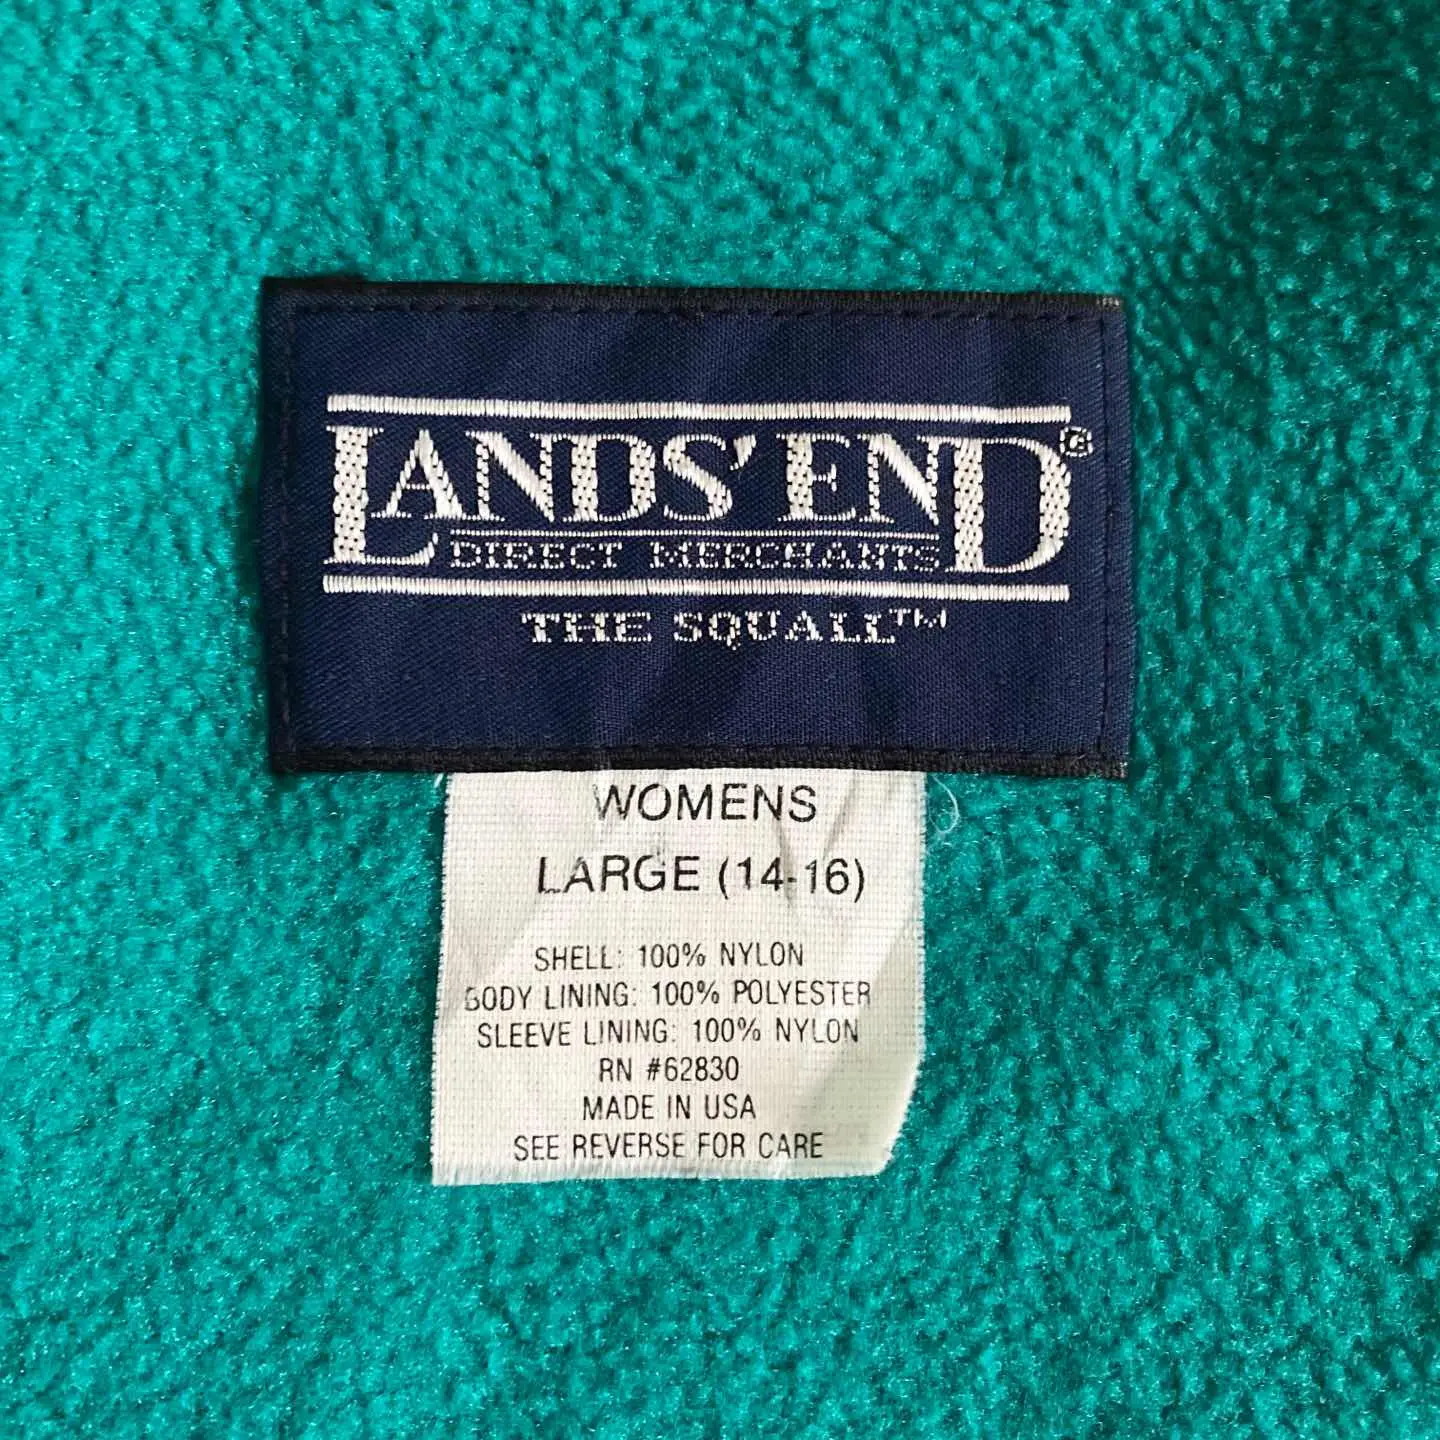 LANDS' END®
DIRECT MERCHANTS
THE SQUALL™
WOMENS
LARGE (14-16)
SHELL: 100% NYLON
BODY LINING: 100% POLYESTER
SLEEVE LINING: 100% NYLON
RN #62830
MADE IN USA
SEE REVERSE FOR CARE